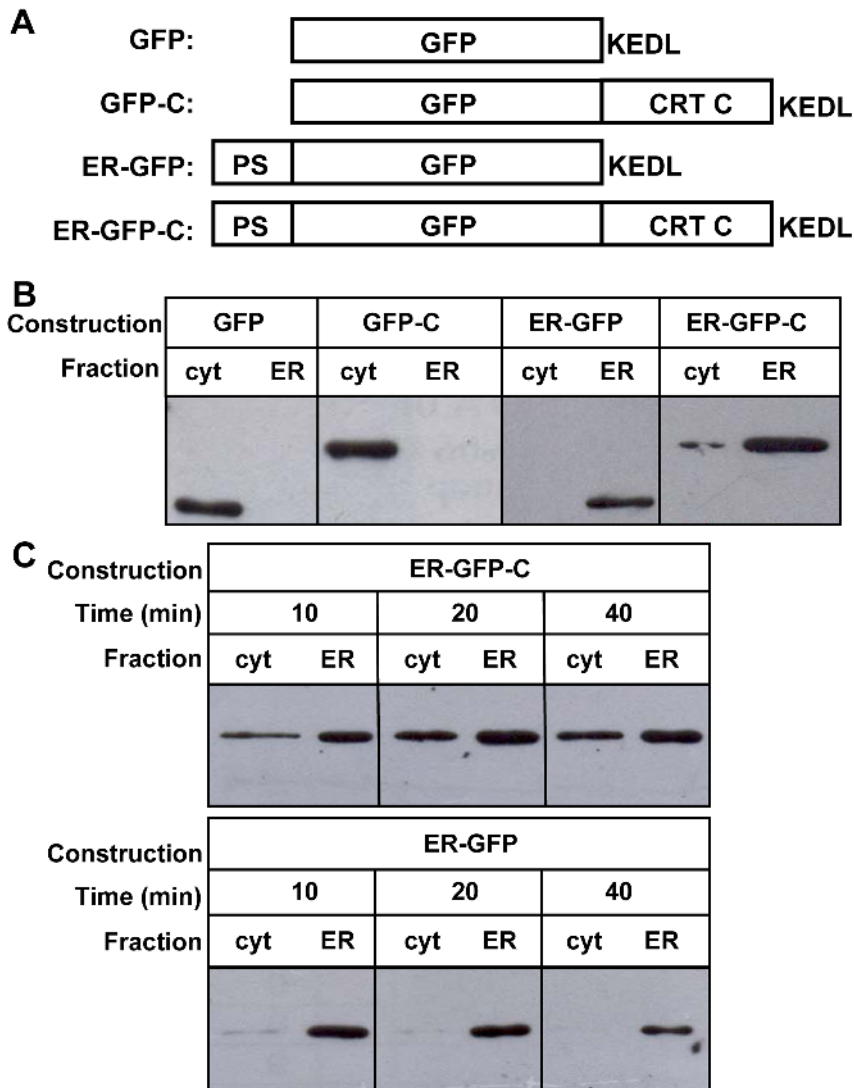 A
GFP: GFP KEDL
GFP-C: GFP CRT C KEDL
ER-GFP: PS GFP KEDL
ER-GFP-C: PS GFP CRT C KEDL
B
Construction GFP GFP-C ER-GFP ER-GFP-C
Fraction cyt ER cyt ER cyt ER cyt ER
C
Construction ER-GFP-C
Time (min) 10 20 40
Fraction cyt ER cyt ER cyt ER
Construction ER-GFP
Time (min) 10 20 40
Fraction cyt ER cyt ER cyt ER